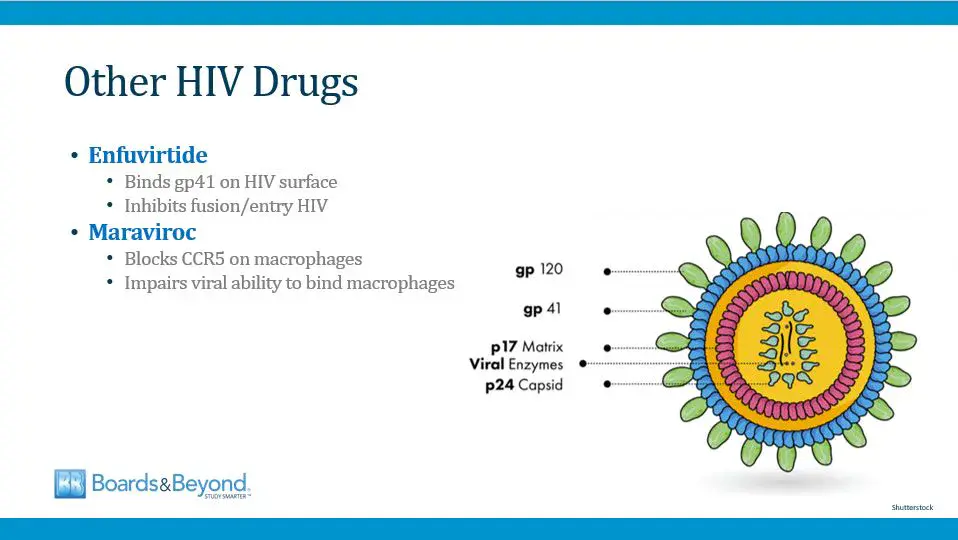 Other HIV Drugs
• Enfuvirtide
• Binds gp41 on HIV surface
• Inhibits fusion/entry HIV
• Maraviroc
• Blocks CCR5 on macrophages
• Impairs viral ability to bind macrophages
gp 120
gp 41
p17 Matrix
Viral Enzymes
p24 Capsid
BB Boards&Beyond.
STUDY SMARTER ™
Shutterstock